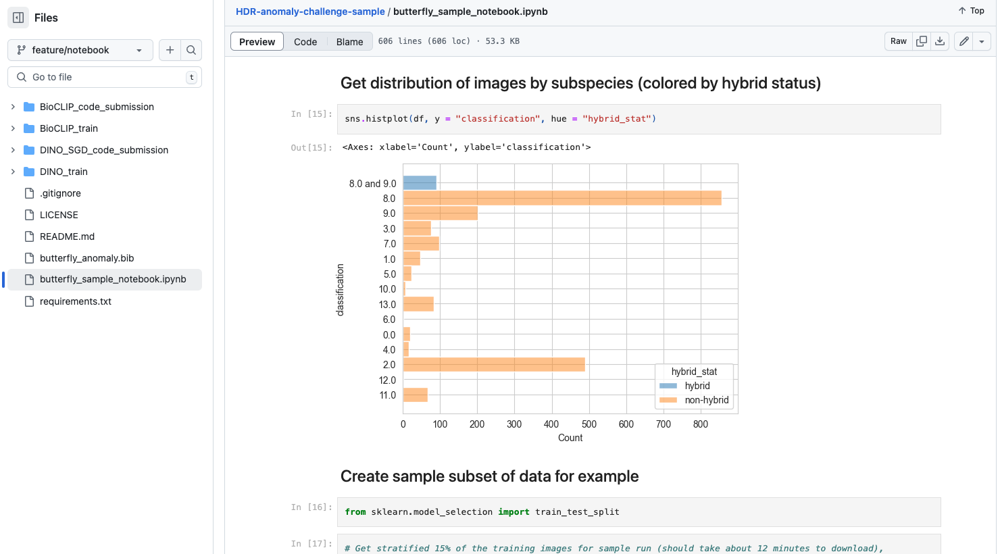 Files
feature/notebook
Go to file
t
BioCLIP_code_submission
BioCLIP_train
DINO_SGD_code_submission
DINO_train
.gitignore
LICENSE
README.md
butterfly_anomaly.bib
butterfly_sample_notebook.ipynb
requirements.txt
HDR-anomaly-challenge-sample / butterfly_sample_notebook.ipynb
Top
Preview Code Blame 606 lines (606 loc) · 53.3 KB Raw
Get distribution of images by subspecies (colored by hybrid status)
In [15]: sns.histplot(df, y = "classification", hue = "hybrid_stat")
Out[15]: <Axes: xlabel='Count', ylabel='classification'>
classification
8.0 and 9.0
8.0
9.0
3.0
7.0
1.0
5.0
10.0
13.0
6.0
0.0
4.0
2.0
12.0
11.0
hybrid_stat
hybrid
non-hybrid
0 100 200 300 400 500 600 700 800
Count
Create sample subset of data for example
In [16]: from sklearn.model_selection import train_test_split
In [17]: # Get stratified 15% of the training images for sample run (should take about 12 minutes to download),